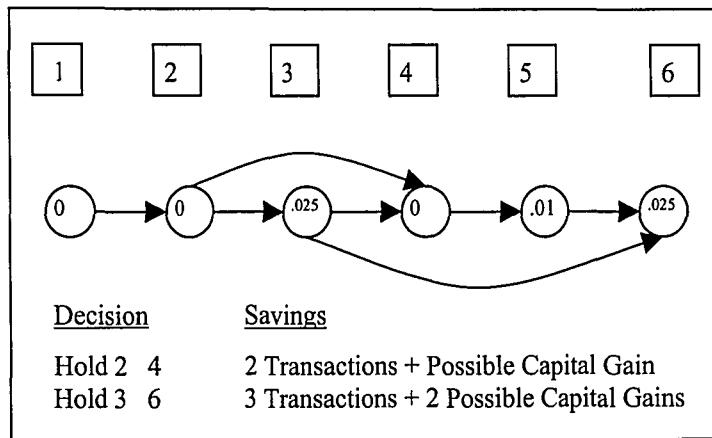 1 2 3 4 5 6
0 0 .025 0 .01 .025
Decision Savings
Hold 2 4 2 Transactions + Possible Capital Gain
Hold 3 6 3 Transactions + 2 Possible Capital Gains